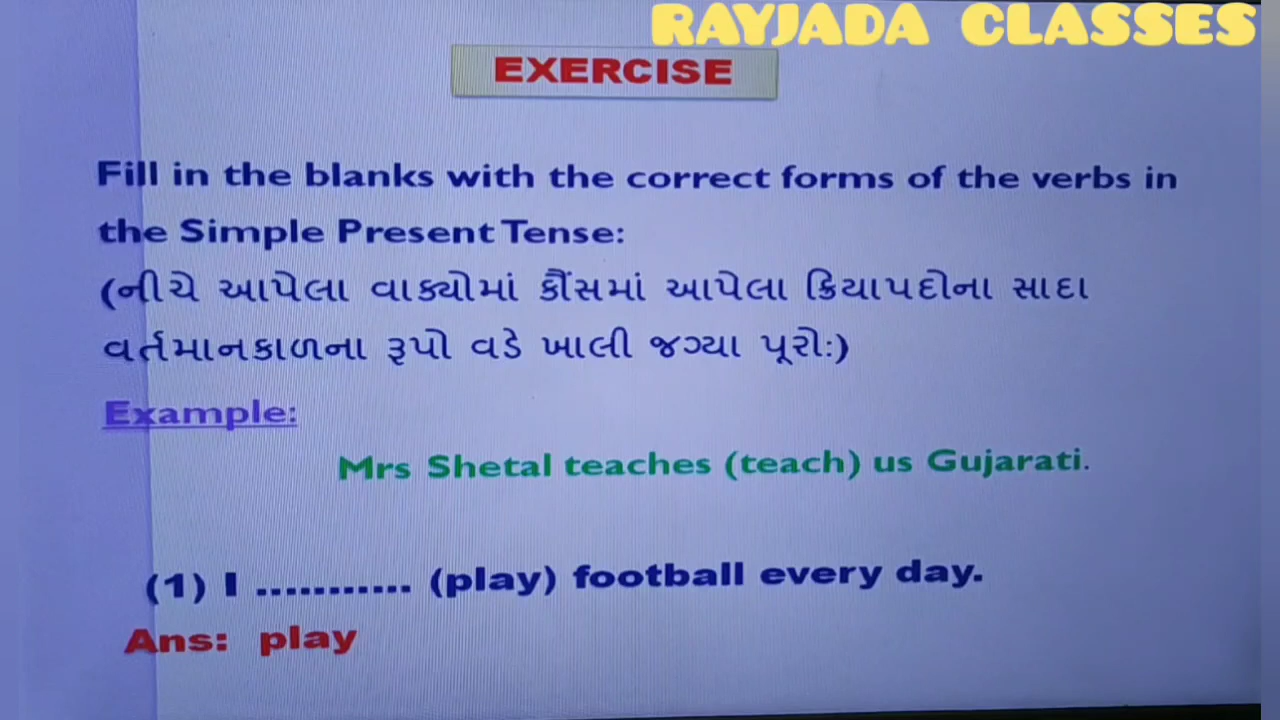 RAYJADA CLASSES
EXERCISE
Fill in the blanks with the correct forms of the verbs in
the Simple Present Tense:
(નીચે આપેલા વાક્યોમાં કૌંસમાં આપેલા ક્રિયાપદોના સાદા
વર્તમાનકાળના રૂપો વડે ખાલી જગ્યા પૂરો:)
Example:
Mrs Shetal teaches (teach) us Gujarati.
(1) I ........... (play) football every day.
Ans: play